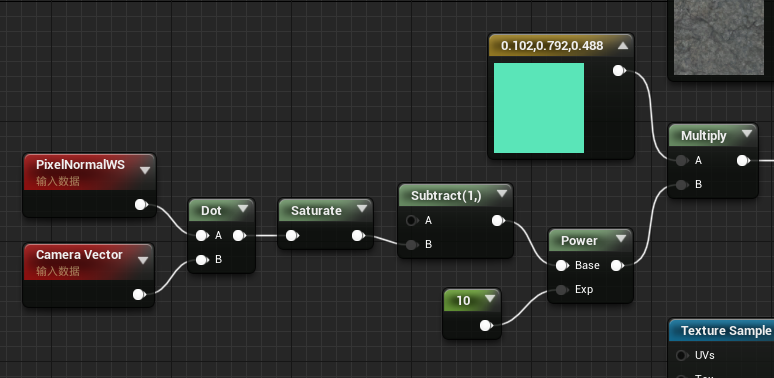 0.102,0.792,0.488
PixelNormalWS
输入数据
Camera Vector
输入数据
Dot
A
B
Saturate
Subtract(1,)
A
B
10
Power
Base
Exp
Multiply
A
B
Texture Sample
UVs